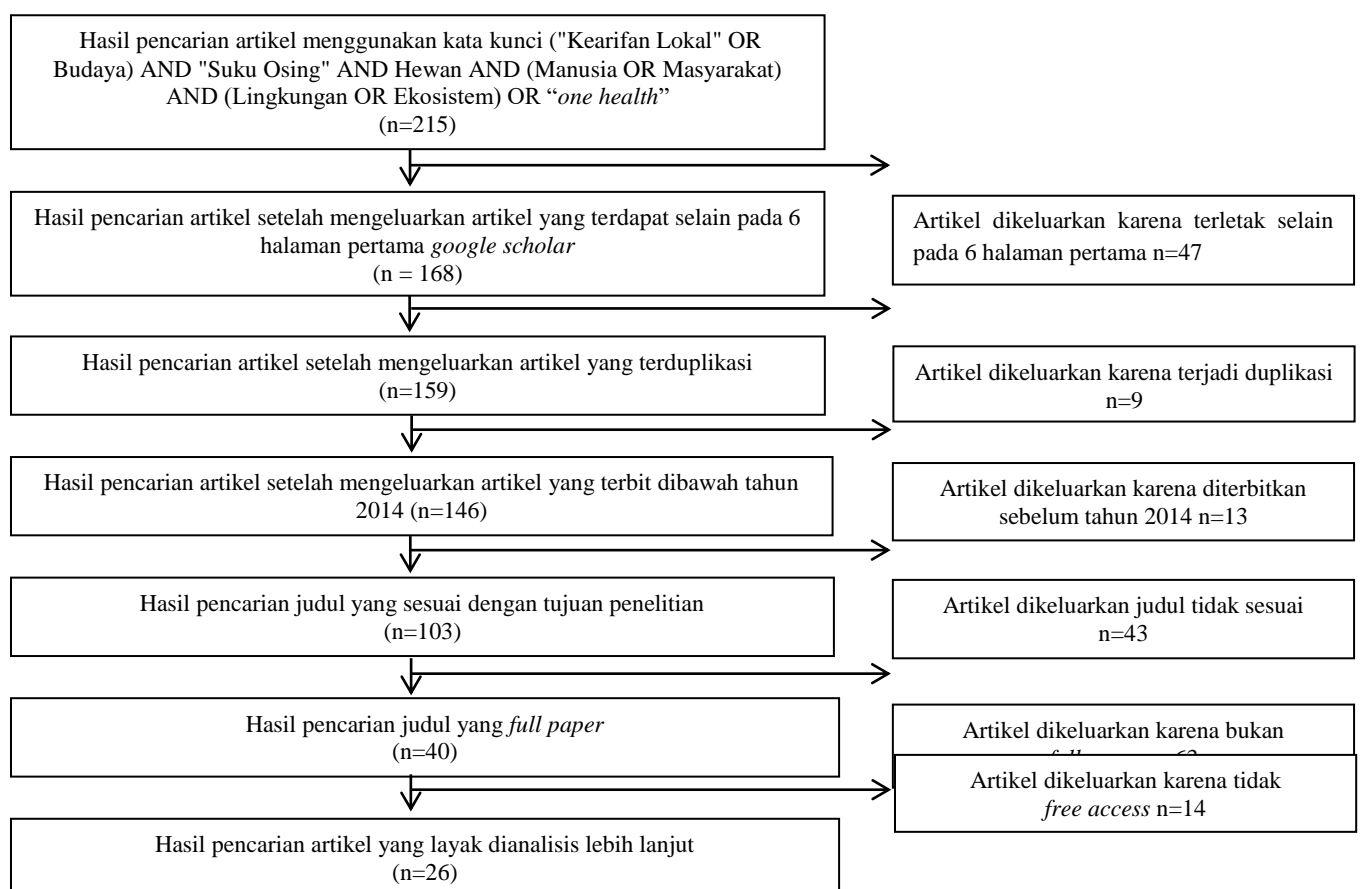 Hasil pencarian artikel menggunakan kata kunci ("Kearifan Lokal" OR
Budaya) AND "Suku Osing" AND Hewan AND (Manusia OR Masyarakat)
AND (Lingkungan OR Ekosistem) OR “one health”
(n=215)
Hasil pencarian artikel setelah mengeluarkan artikel yang terdapat selain pada 6
halaman pertama google scholar
(n = 168)
Artikel dikeluarkan karena terletak selain
pada 6 halaman pertama n=47
Hasil pencarian artikel setelah mengeluarkan artikel yang terduplikasi
(n=159)
Artikel dikeluarkan karena terjadi duplikasi
n=9
Hasil pencarian artikel setelah mengeluarkan artikel yang terbit dibawah tahun
2014 (n=146)
Artikel dikeluarkan karena diterbitkan
sebelum tahun 2014 n=13
Hasil pencarian judul yang sesuai dengan tujuan penelitian
(n=103)
Artikel dikeluarkan judul tidak sesuai
n=43
Hasil pencarian judul yang full paper
(n=40)
Artikel dikeluarkan karena bukan
Artikel dikeluarkan karena tidak
free access n=14
Hasil pencarian artikel yang layak dianalisis lebih lanjut
(n=26)